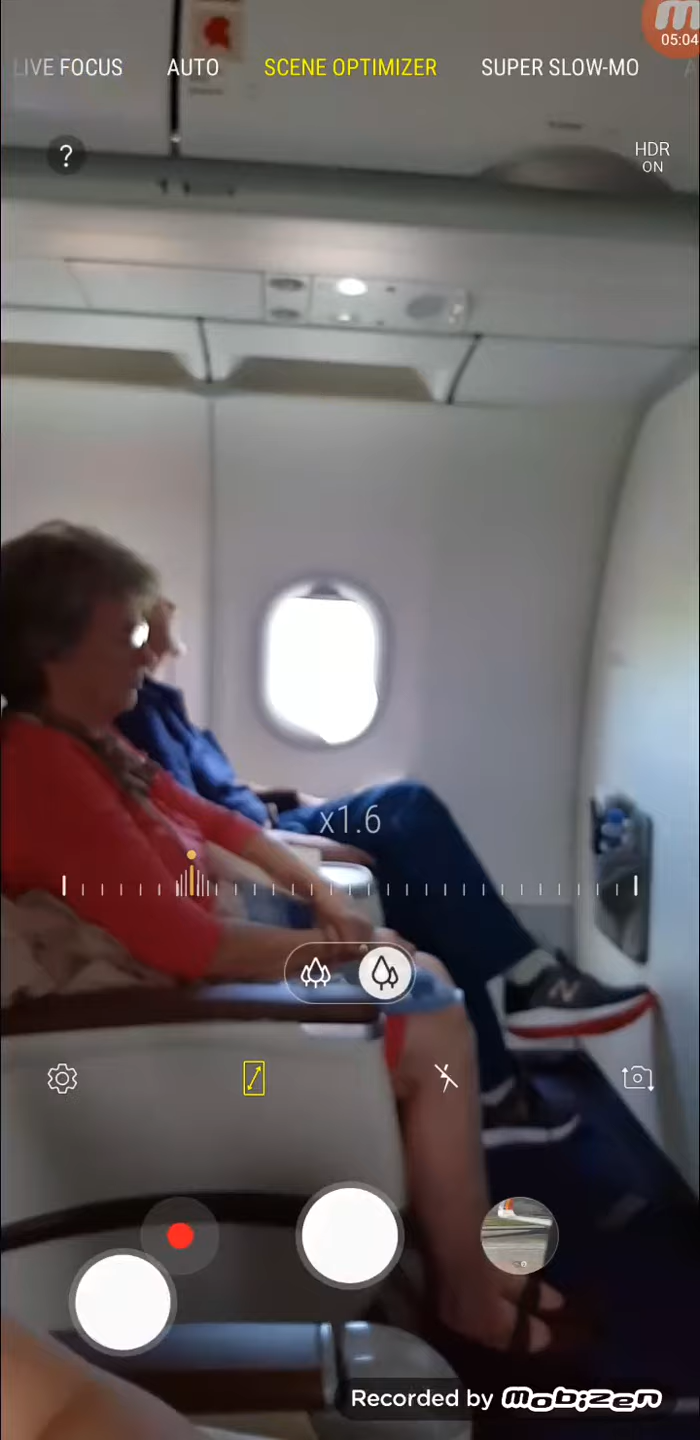 05:04
LIVE FOCUS AUTO SCENE OPTIMIZER SUPER SLOW-MO
?
HDR
ON
x1.6
N
Recorded by mobizen